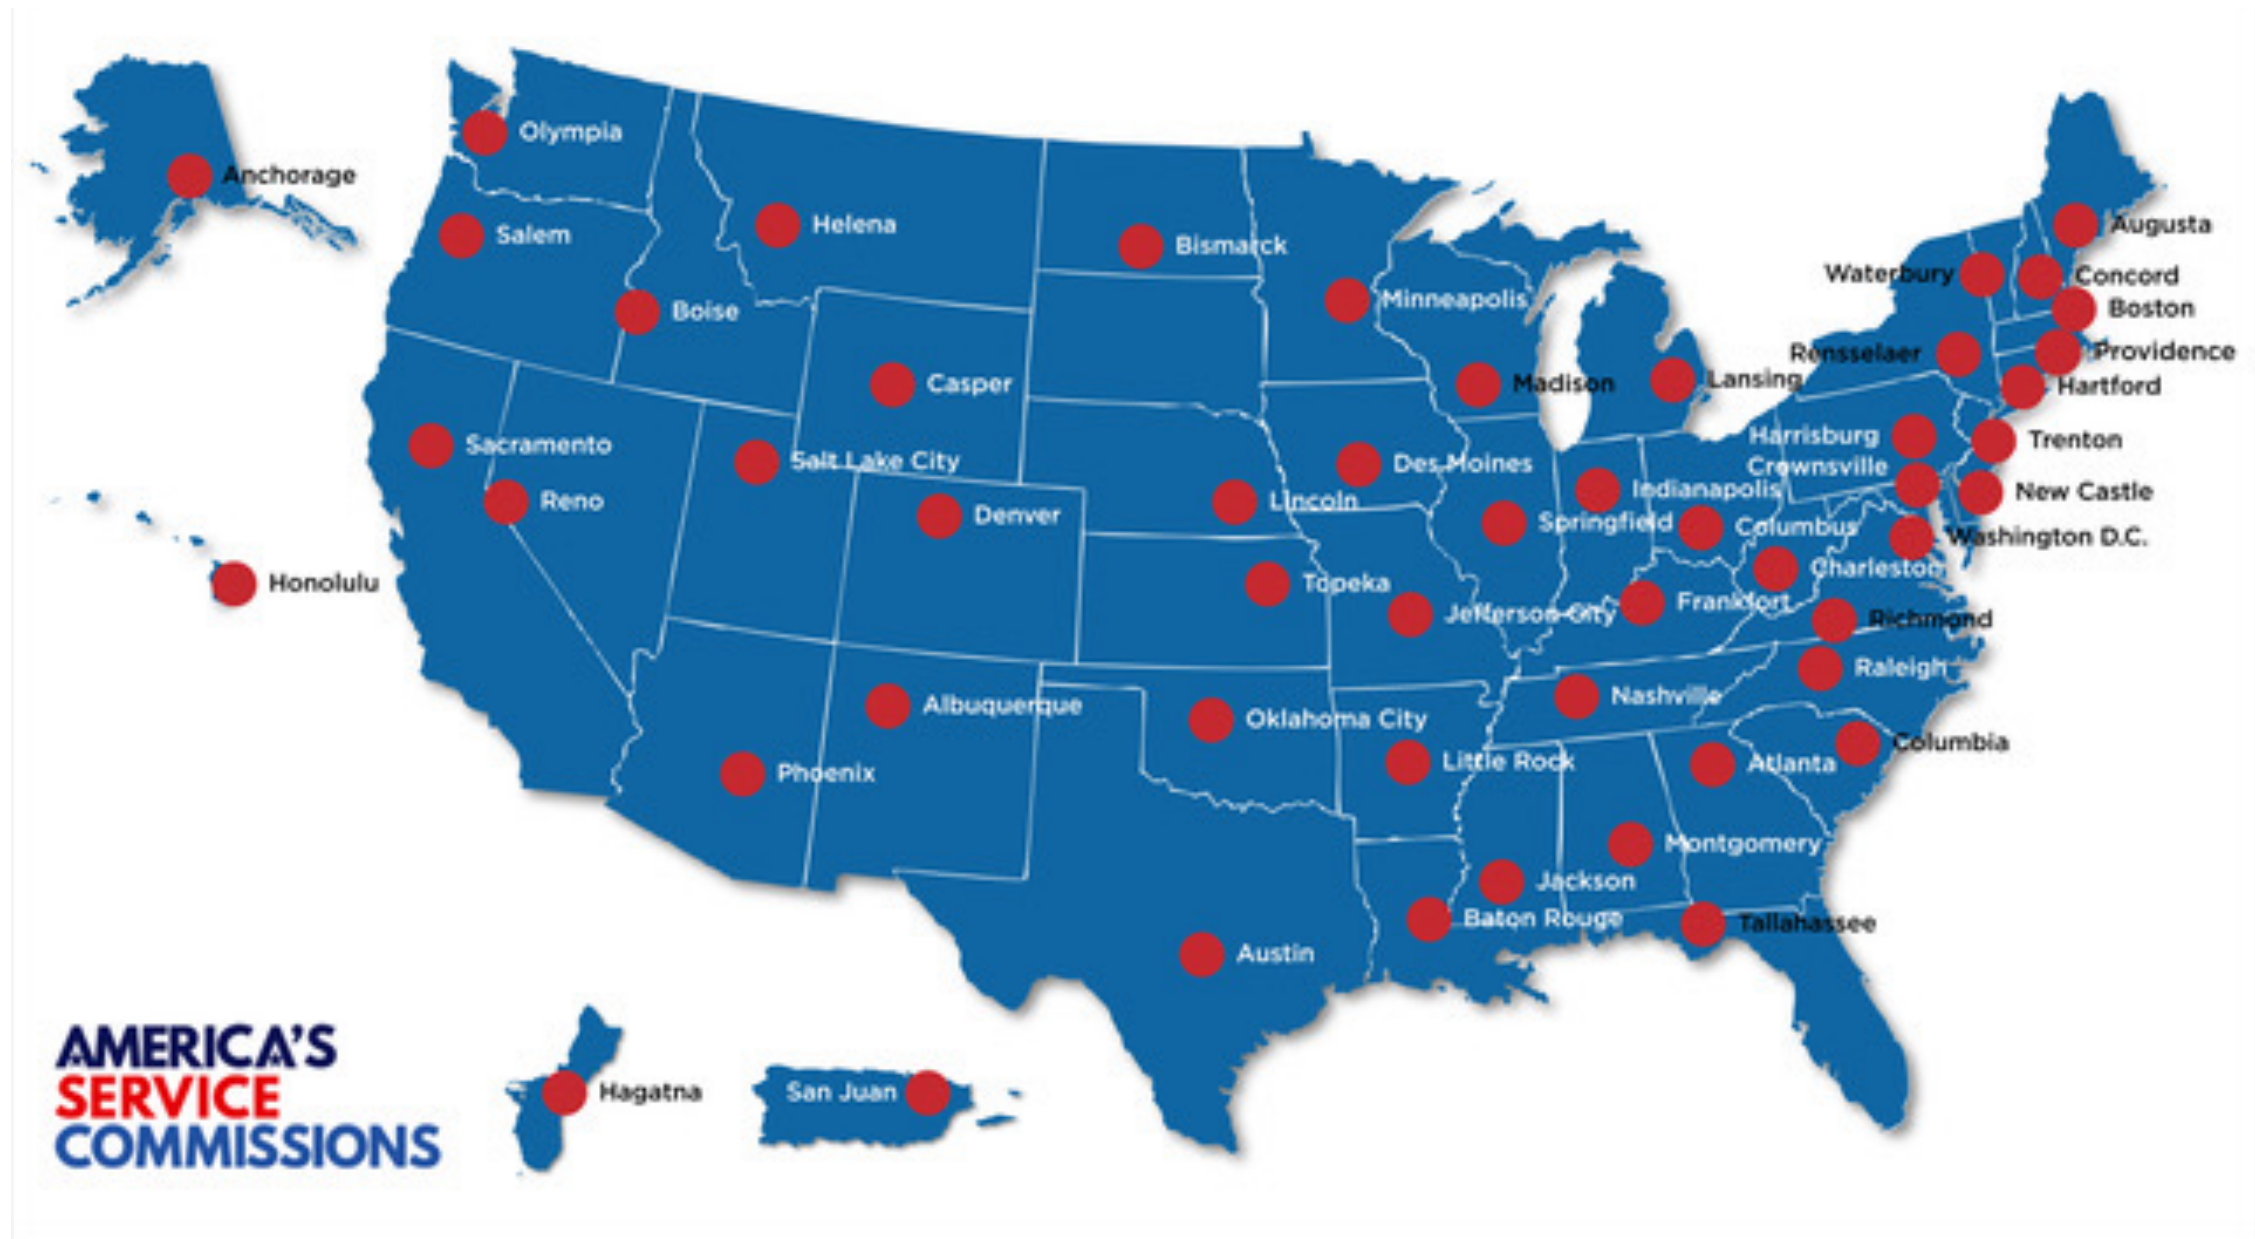 Olympia
Anchorage
Augusta
Helena
Salem
Bismarck
Waterbury
Concord
Minneapolis
Boston
Boise
Rensselaer
Providence
Lansing
Casper
Madison
Hartford
Harrisburg
Trenton
Sacramento
Salt Lake City
Des Moines
Crownsville
Indianapolis
New Castle
Reno
Lincoln
Denver
Springfield
Columbus
Washington D.C.
Charleston
Honolulu
Topeka
Frankfort
Jefferson City
Richmond
Raleigh
Nashville
Albuquerque
Oklahoma City
Columbia
Little Rock
Atlanta
Phoenix
Montgomery
Jackson
Baton Rouge
Tallahassee
Austin
AMERICA'S
SERVICE
COMMISSIONS
Hagatna
San Juan